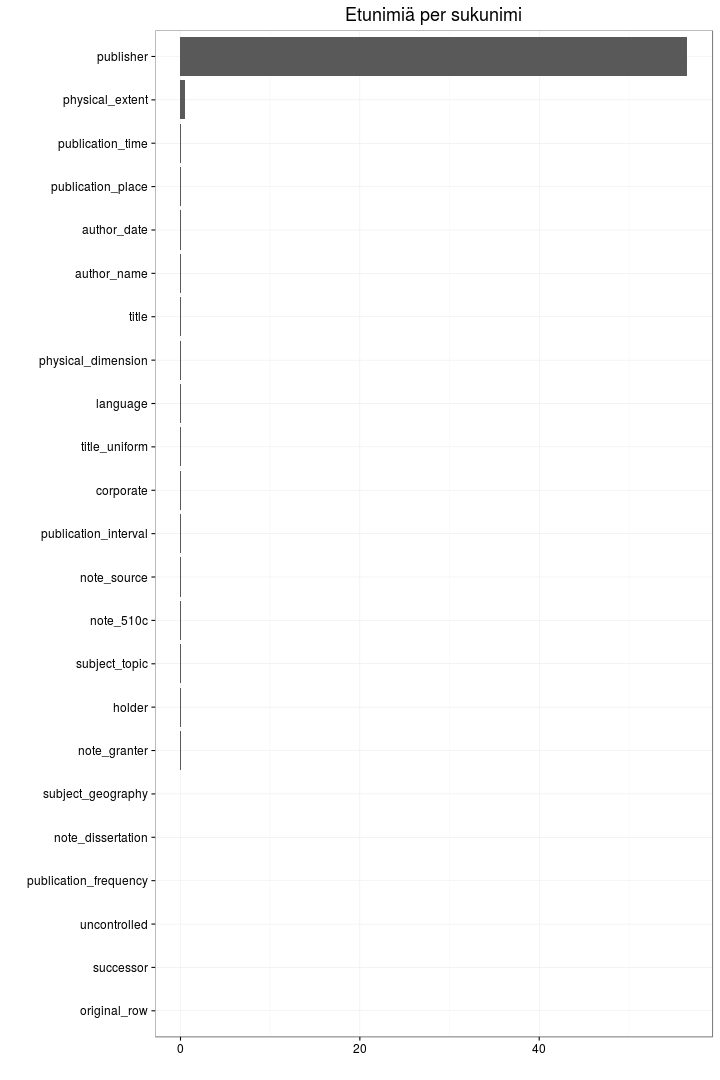 Etunimiä per sukunimi
publisher
physical_extent
publication_time
publication_place
author_date
author_name
title
physical_dimension
language
title_uniform
corporate
publication_interval
note_source
note_510c
subject_topic
holder
note_granter
subject_geography
note_dissertation
publication_frequency
uncontrolled
successor
original_row
0 20 40